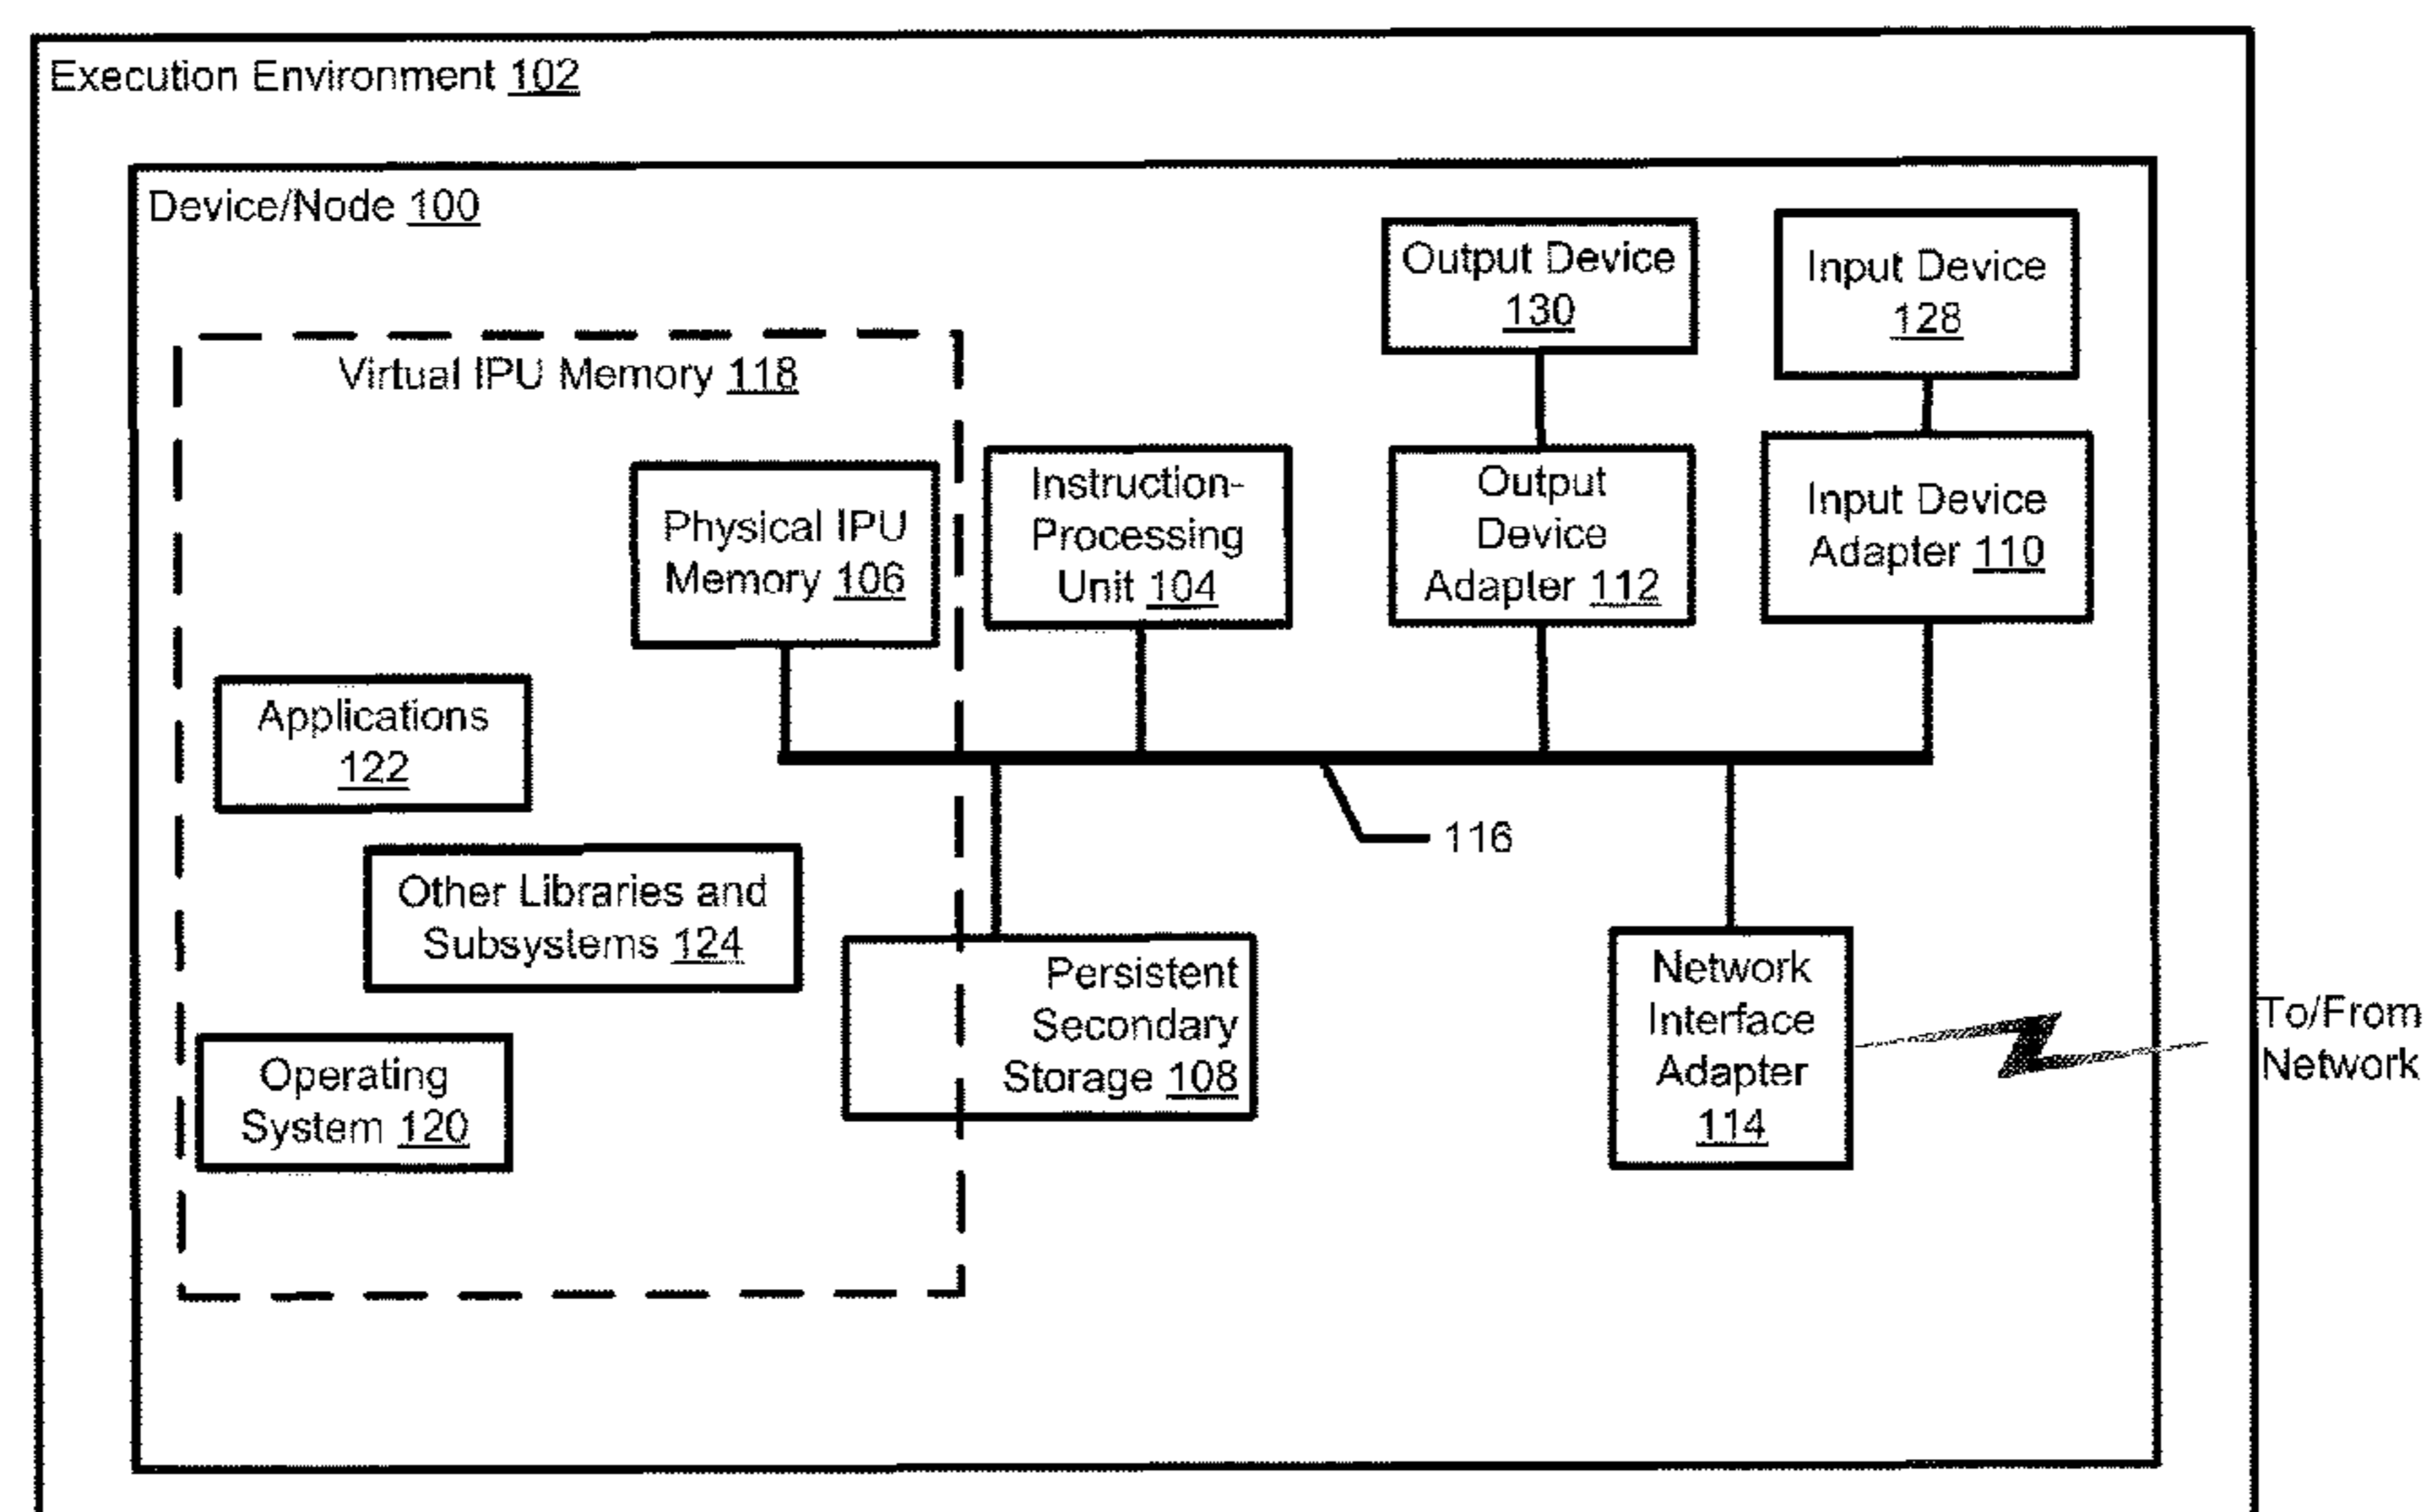 Execution Environment 102
Device/Node 100
Output Device
130
Input Device
128
Virtual IPU Memory 118
Physical IPU
Memory 106
Instruction-
Processing
Unit 104
Output
Device
Adapter 112
Input Device
Adapter 110
Applications
122
116
Other Libraries and
Subsystems 124
Persistent
Secondary
Storage 108
Network
Interface
Adapter
114
To/From
Network
Operating
System 120